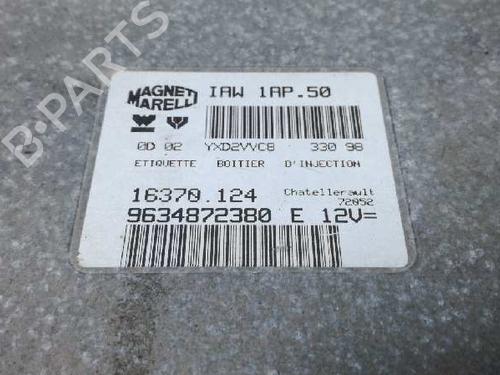 B-PARTS
MAGNETI MARELLI
IAW 1AP.50
0D 02 YXD2VVC8 330 98
ETIQUETTE BOITIER D'INJECTION
16370.124
Chatellerault
72052
9634872380 E 12V=